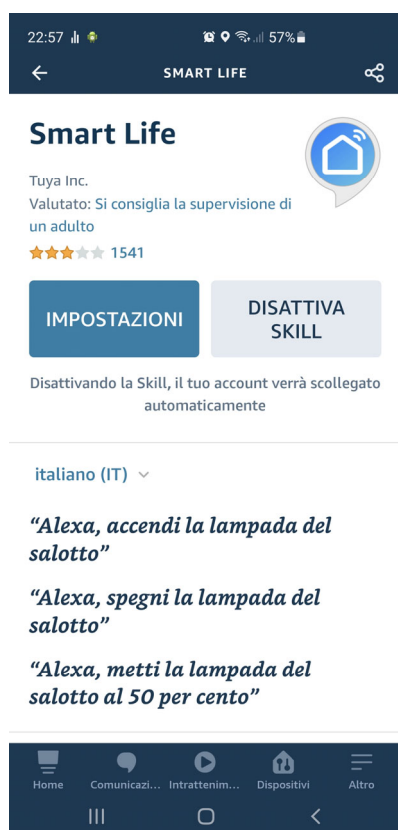 22:57
57%
SMART LIFE
Smart Life
Tuya Inc.
Valutato: Si consiglia la supervisione di
un adulto
1541
IMPOSTAZIONI
DISATTIVA
SKILL
Disattivando la Skill, il tuo account verrà scollegato
automaticamente
italiano (IT)
“Alexa, accendi la lampada del
salotto”
“Alexa, spegni la lampada del
salotto”
“Alexa, metti la lampada del
salotto al 50 per cento”
Home Comunicazi... Intrattenim... Dispositivi Altro